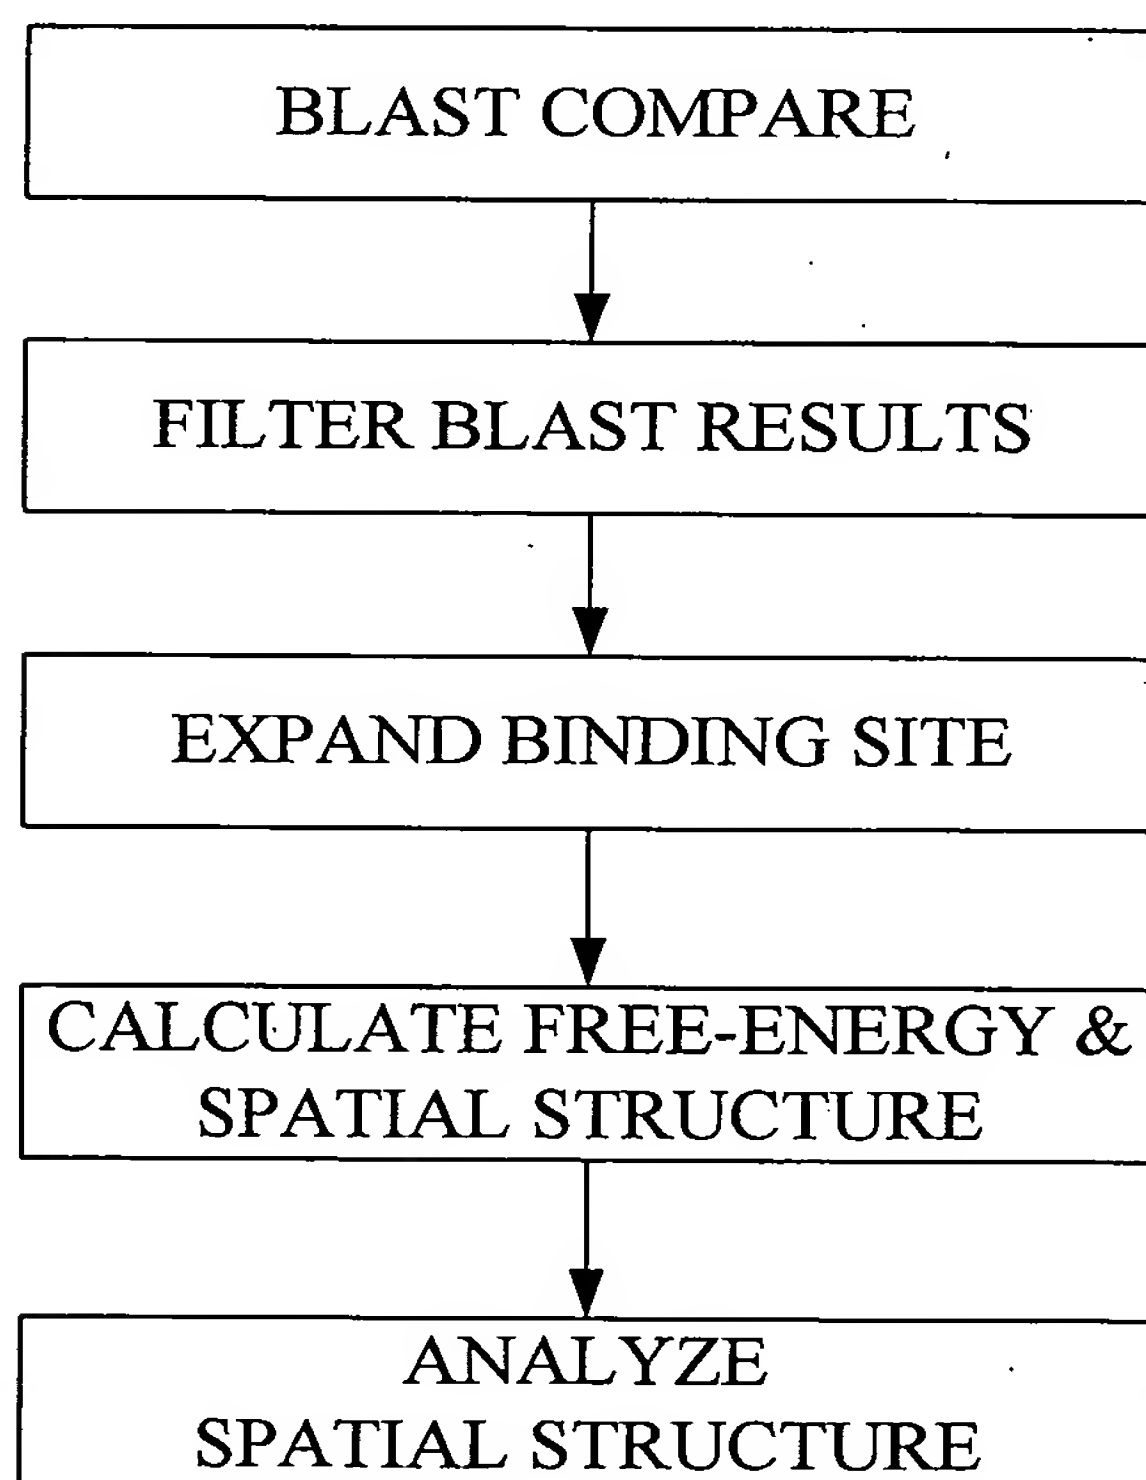 BLAST COMPARE
FILTER BLAST RESULTS
EXPAND BINDING SITE
CALCULATE FREE-ENERGY &
SPATIAL STRUCTURE
ANALYZE
SPATIAL STRUCTURE